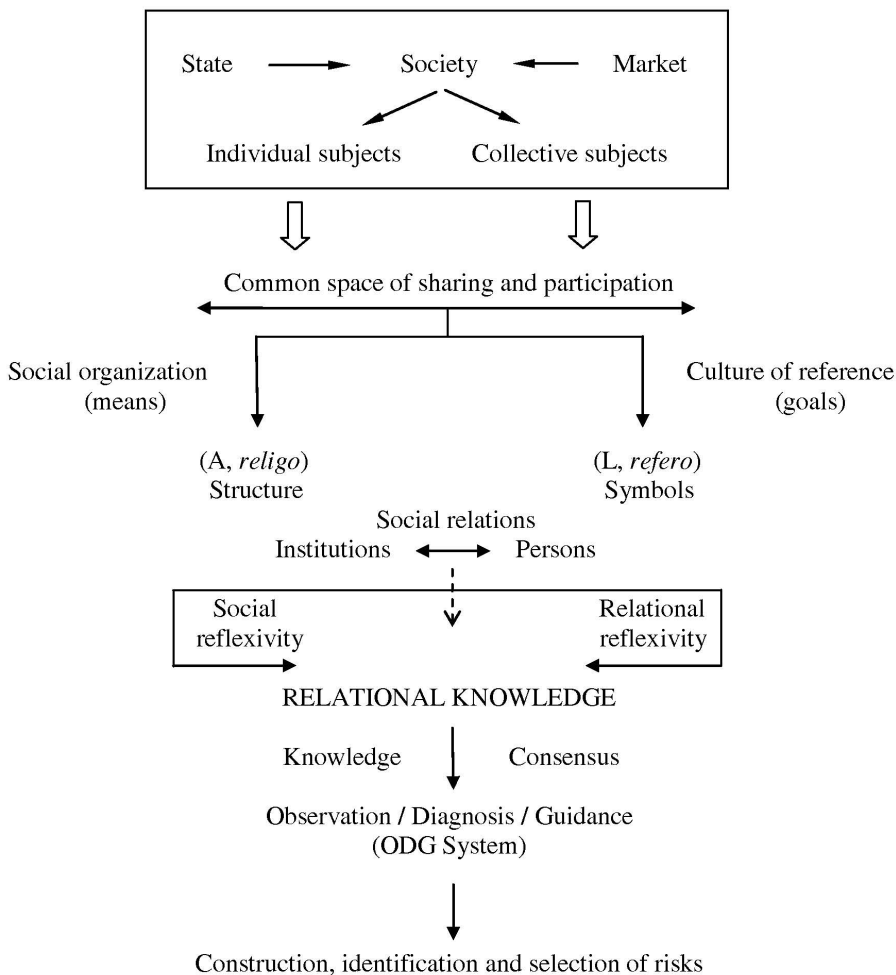 State Society Market
Individual subjects Collective subjects
Common space of sharing and participation
Social organization
(means)
Culture of reference
(goals)
(A, religo)
Structure
(L, refero)
Symbols
Social relations
Institutions Persons
Social
reflexivity
Relational
reflexivity
RELATIONAL KNOWLEDGE
Knowledge Consensus
Observation / Diagnosis / Guidance
(ODG System)
Construction, identification and selection of risks